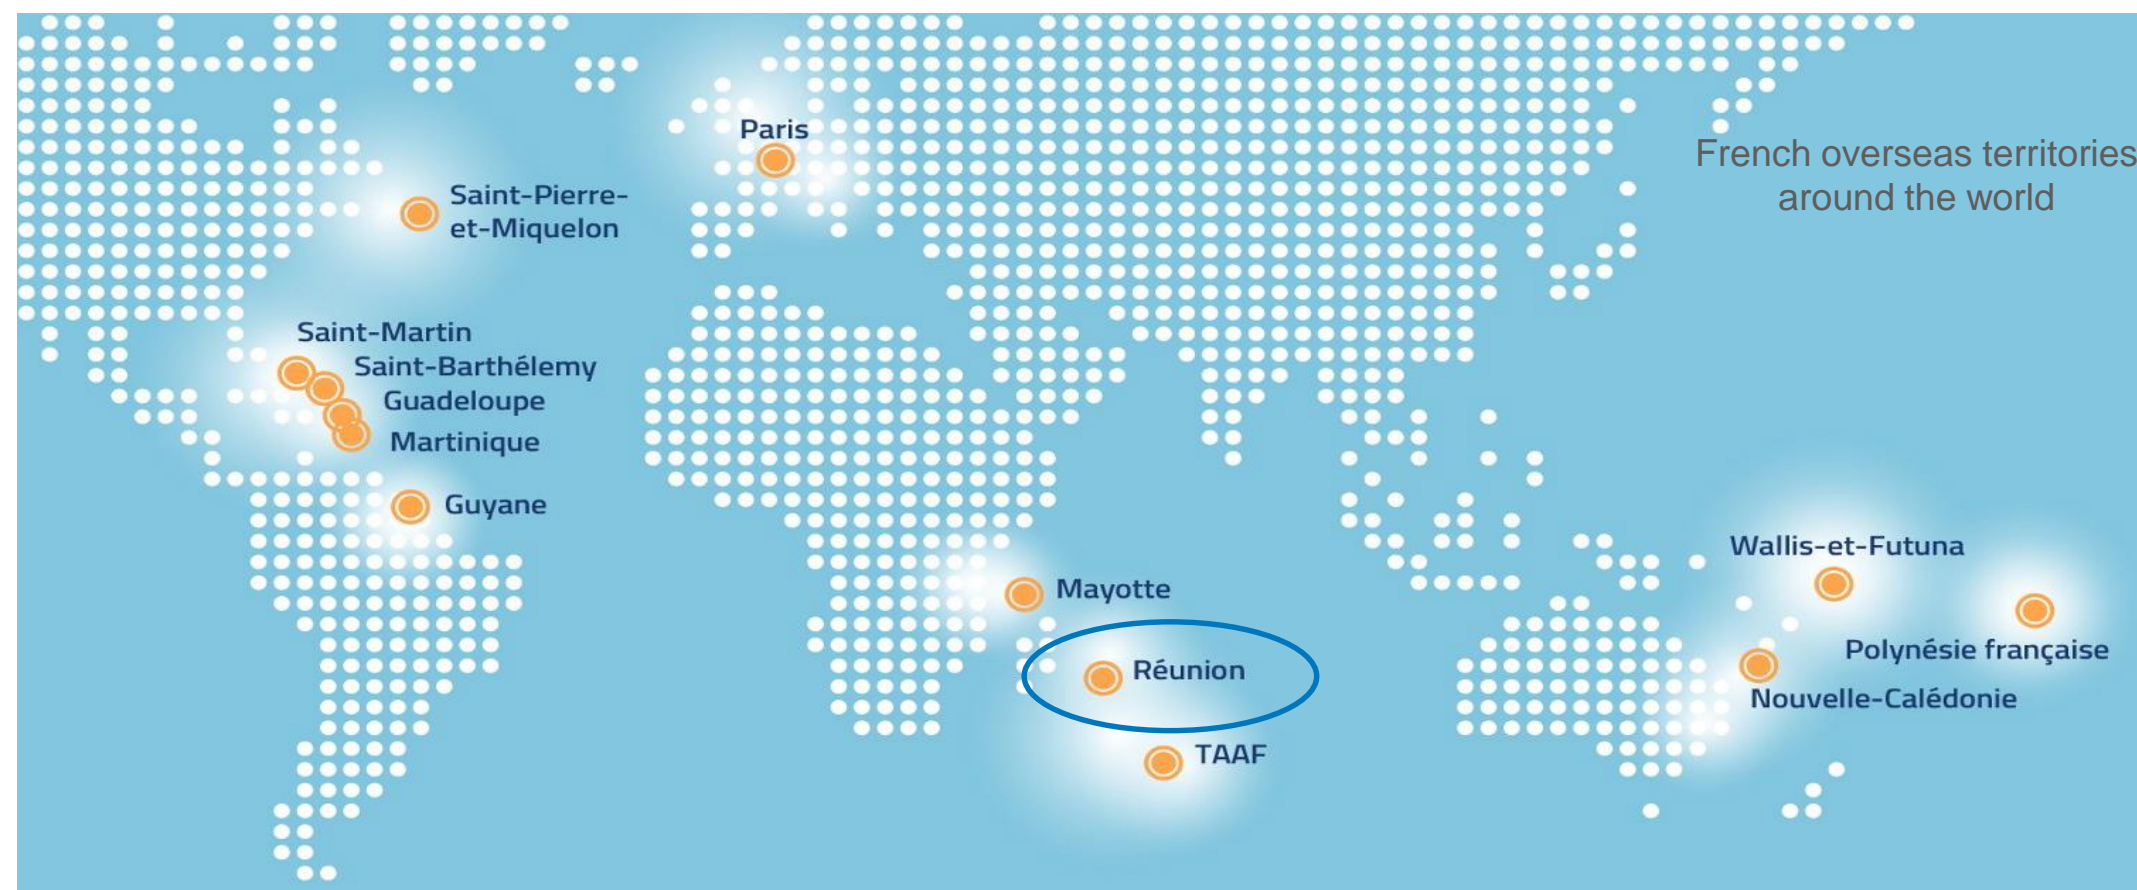 Paris
French overseas territories
around the world
Saint-Pierre-
et-Miquelon
Saint-Martin
Saint-Barthélemy
Guadeloupe
Martinique
Guyane
Wallis-et-Futuna
Mayotte
Polynésie française
Réunion
Nouvelle-Calédonie
TAAF